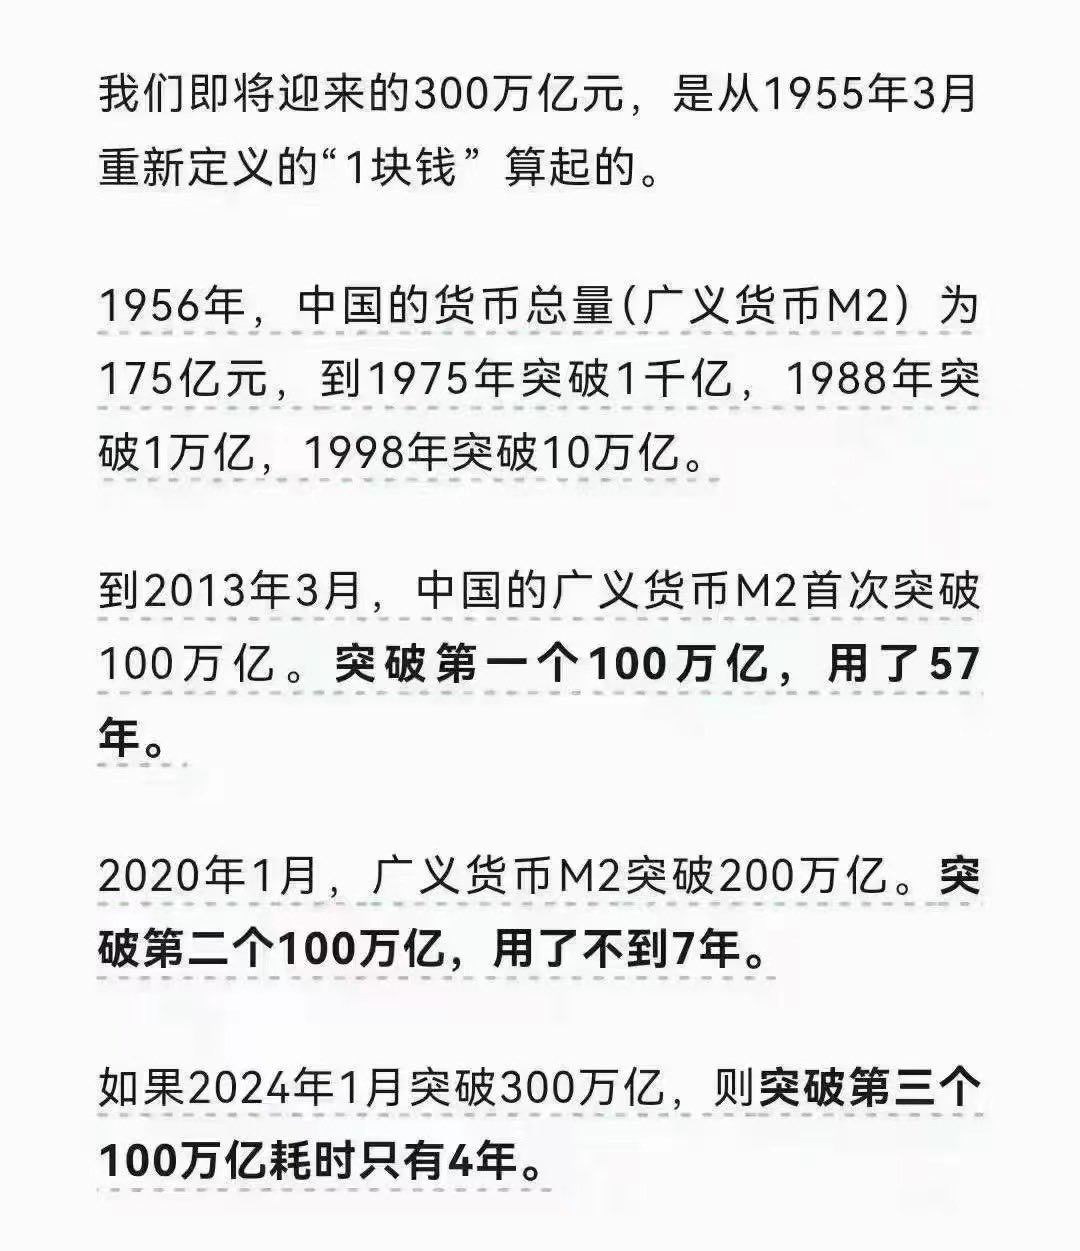 我们即将迎来的300万亿元，是从1955年3月
重新定义的“1块钱”算起的。
1956年，中国的货币总量（广义货币M2）为
175亿元，到1975年突破1千亿，1988年突
破1万亿，1998年突破10万亿。
到2013年3月，中国的广义货币M2首次突破
100万亿。突破第一个100万亿，用了57
年。
2020年1月，广义货币M2突破200万亿。突
破第二个100万亿，用了不到7年。
如果2024年1月突破300万亿，则突破第三个
100万亿耗时只有4年。